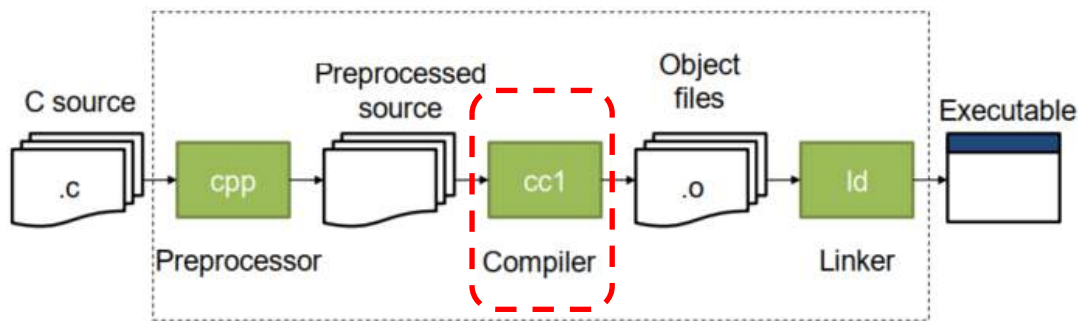 C source
.c
cpp
Preprocessor
Preprocessed
source
cc1
Compiler
Object
files
.o
ld
Linker
Executable